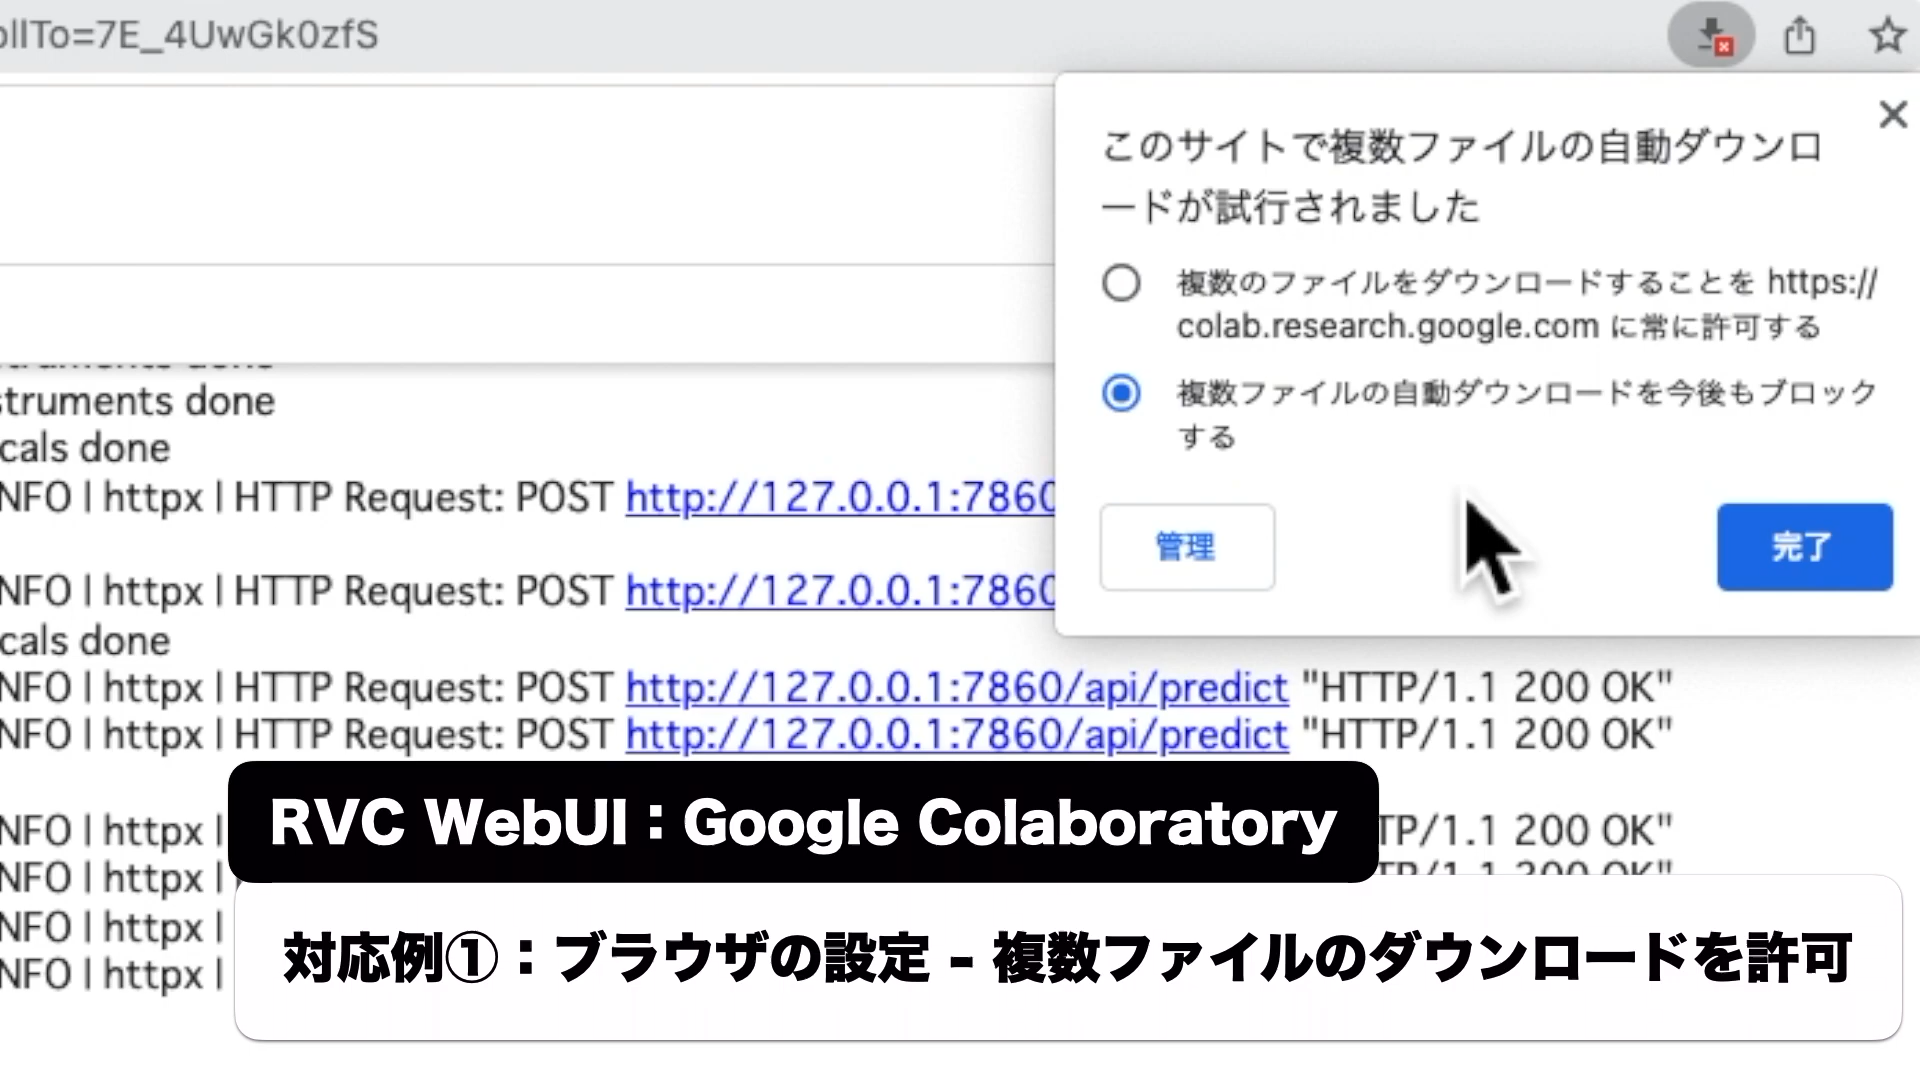 ollTo=7E_4UwGk0zfS
このサイトで複数ファイルの自動ダウンロ
ードが試行されました
複数のファイルをダウンロードすることを https://
colab.research.google.com に常に許可する
複数ファイルの自動ダウンロードを今後もブロック
する
管理
完了
struments done
cals done
NFO | httpx | HTTP Request: POST http://127.0.0.1:7860
NFO | httpx | HTTP Request: POST http://127.0.0.1:7860
cals done
NFO | httpx | HTTP Request: POST http://127.0.0.1:7860/api/predict "HTTP/1.1 200 OK"
NFO | httpx | HTTP Request: POST http://127.0.0.1:7860/api/predict "HTTP/1.1 200 OK"
NFO | httpx | TP/1.1 200 OK"
NFO | httpx | TP/1.1 200 OK"
NFO | httpx |
NFO | httpx |
RVC WebUI：Google Colaboratory
対応例①：ブラウザの設定 - 複数ファイルのダウンロードを許可